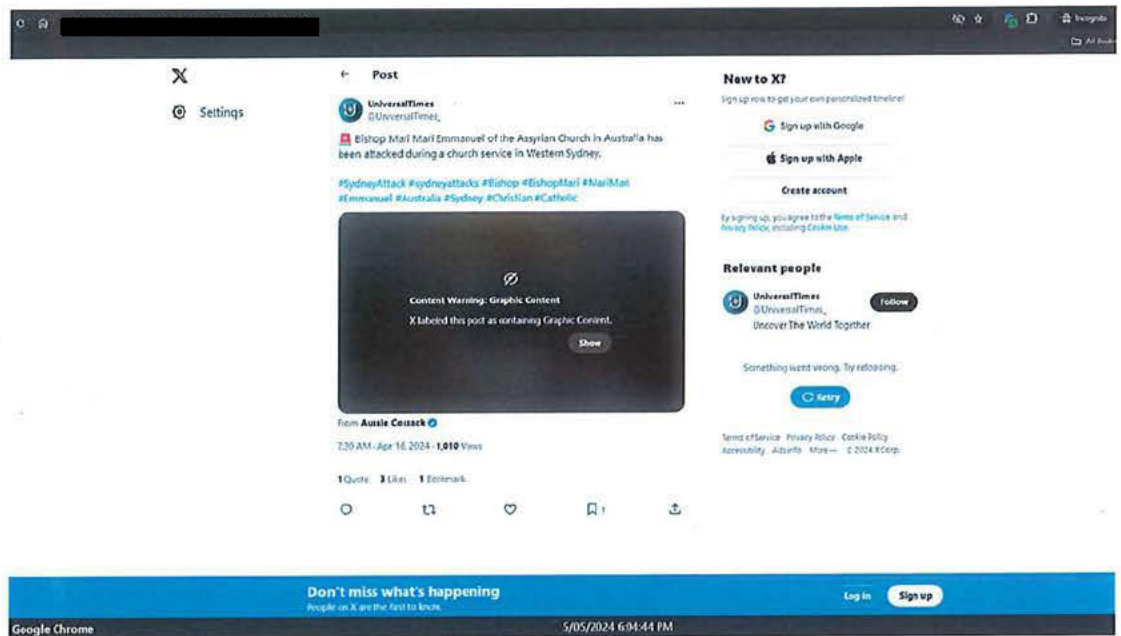 Incognito
All
Post
Settings
UniversalTimes
@UniversalTimes_
Bishop Mari Mari Emmanuel of the Assyrian Church in Australia has
been attacked during a church service in Western Sydney.
#SydneyAttack #sydneyattacks #Bishop #BishopMari #MariMari
#Emmanuel #Australia #Sydney #Christian #Catholic
Content Warning: Graphic Content
X labeled this post as containing Graphic Content.
Show
From Aussie Cossack
7:20 AM · Apr 16, 2024 · 1,010 Views
1 Quote 3 Likes 1 Bookmark
1
New to X?
Sign up now to get your own personalized timeline!
Sign up with Google
Sign up with Apple
Create account
By signing up, you agree to the Terms of Service and
Privacy Policy, including Cookie Use.
Relevant people
UniversalTimes
@UniversalTimes_
Follow
Uncover The World Together
Something went wrong. Try reloading.
Retry
Terms of Service Privacy Policy Cookie Policy
Accessibility Ads info More © 2024 X Corp.
Don't miss what's happening
People on X are the first to know.
Log in
Sign up
Google Chrome
5/05/2024 6:04:44 PM